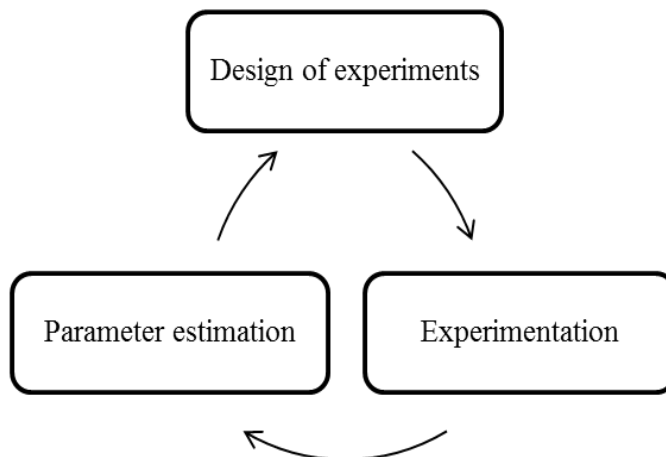 Design of experiments
Parameter estimation
Experimentation